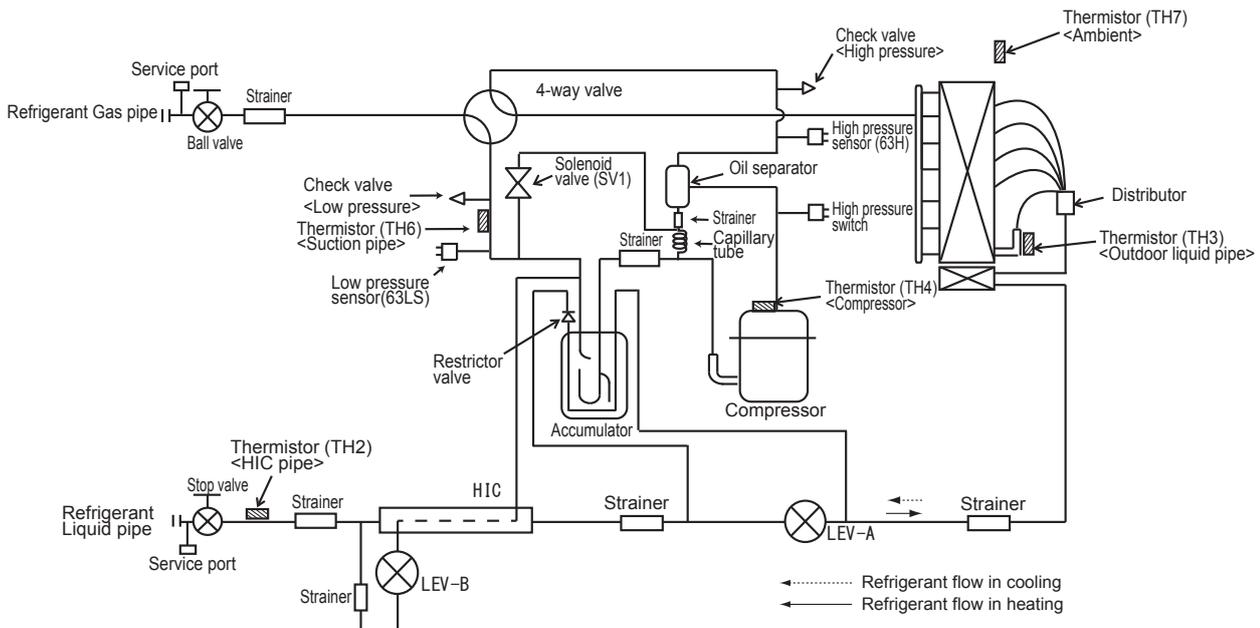 Thermistor (TH7)
<Ambient>
Check valve
<High pressure>
Service port
Refrigerant Gas pipe
Strainer
Ball valve
4-way valve
High pressure
sensor (63H)
Solenoid
valve (SV1)
Oil separator
Check valve
<Low pressure>
Distributor
Strainer
High pressure
switch
Thermistor (TH6)
<Suction pipe>
Strainer
Capillary
tube
Thermistor (TH3)
<Outdoor liquid pipe>
Low pressure
sensor(63LS)
Thermistor (TH4)
<Compressor>
Restrictor
valve
Compressor
Accumulator
Thermistor (TH2)
<HIC pipe>
Stop valve
Strainer
HIC
Strainer
Strainer
Refrigerant
Liquid pipe
LEV-A
Service port
Strainer
LEV-B
Refrigerant flow in cooling
Refrigerant flow in heating